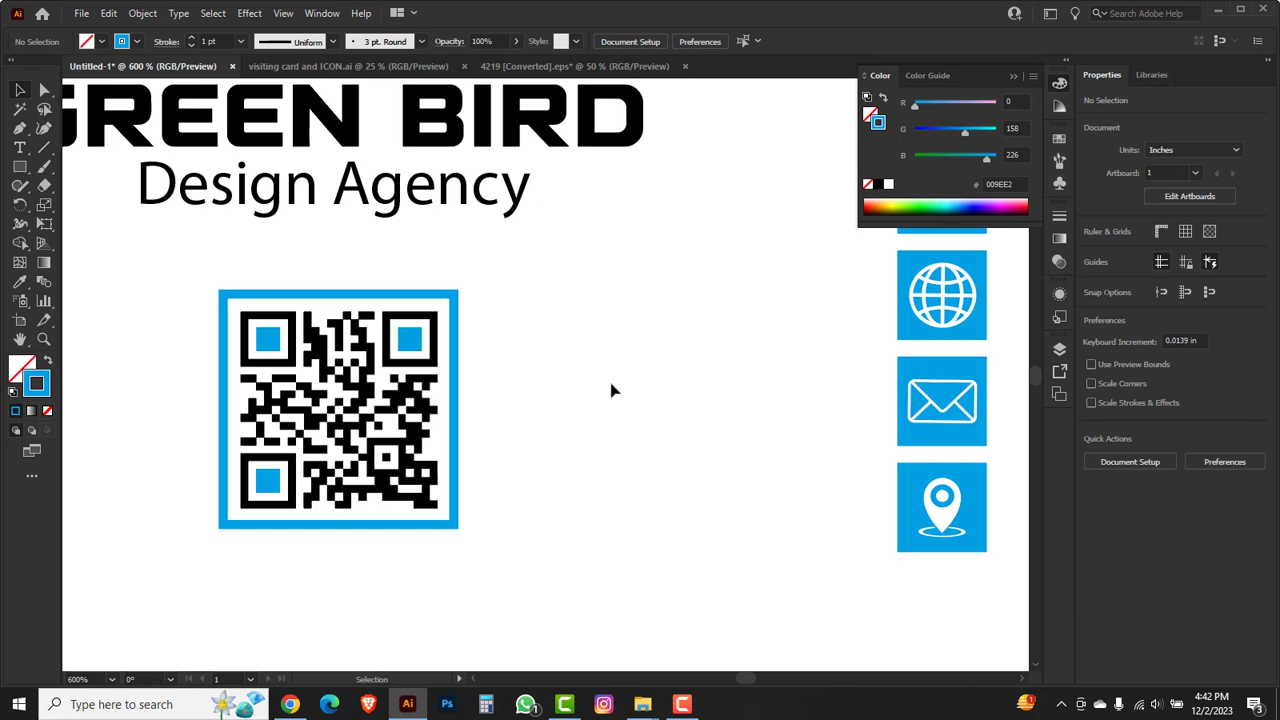 Ai
File Edit Object Type Select Effect View Window Help
Search Adobe Help
No Selection Stroke: 1 pt Uniform 3 pt. Round Opacity: 100% Style: Document Setup Preferences
Untitled-1* @ 600 % (RGB/Preview) × visiting card and ICON.ai @ 25 % (RGB/Preview) × 4219 [Converted].eps* @ 50 % (RGB/Preview) ×
Color Color Guide
R 0
G 158
B 226
# 009EE2
Properties Libraries
No Selection
Document
Units: Inches
Artboard: 1
Edit Artboards
Ruler & Grids
Guides
Snap Options
Preferences
Keyboard Increment: 0.0139 in
Use Preview Bounds
Scale Corners
Scale Strokes & Effects
Quick Actions
Document Setup Preferences
GREEN BIRD
Design Agency
600% 0° 1 Selection
Type here to search
Ai Ps
4:42 PM
12/2/2023